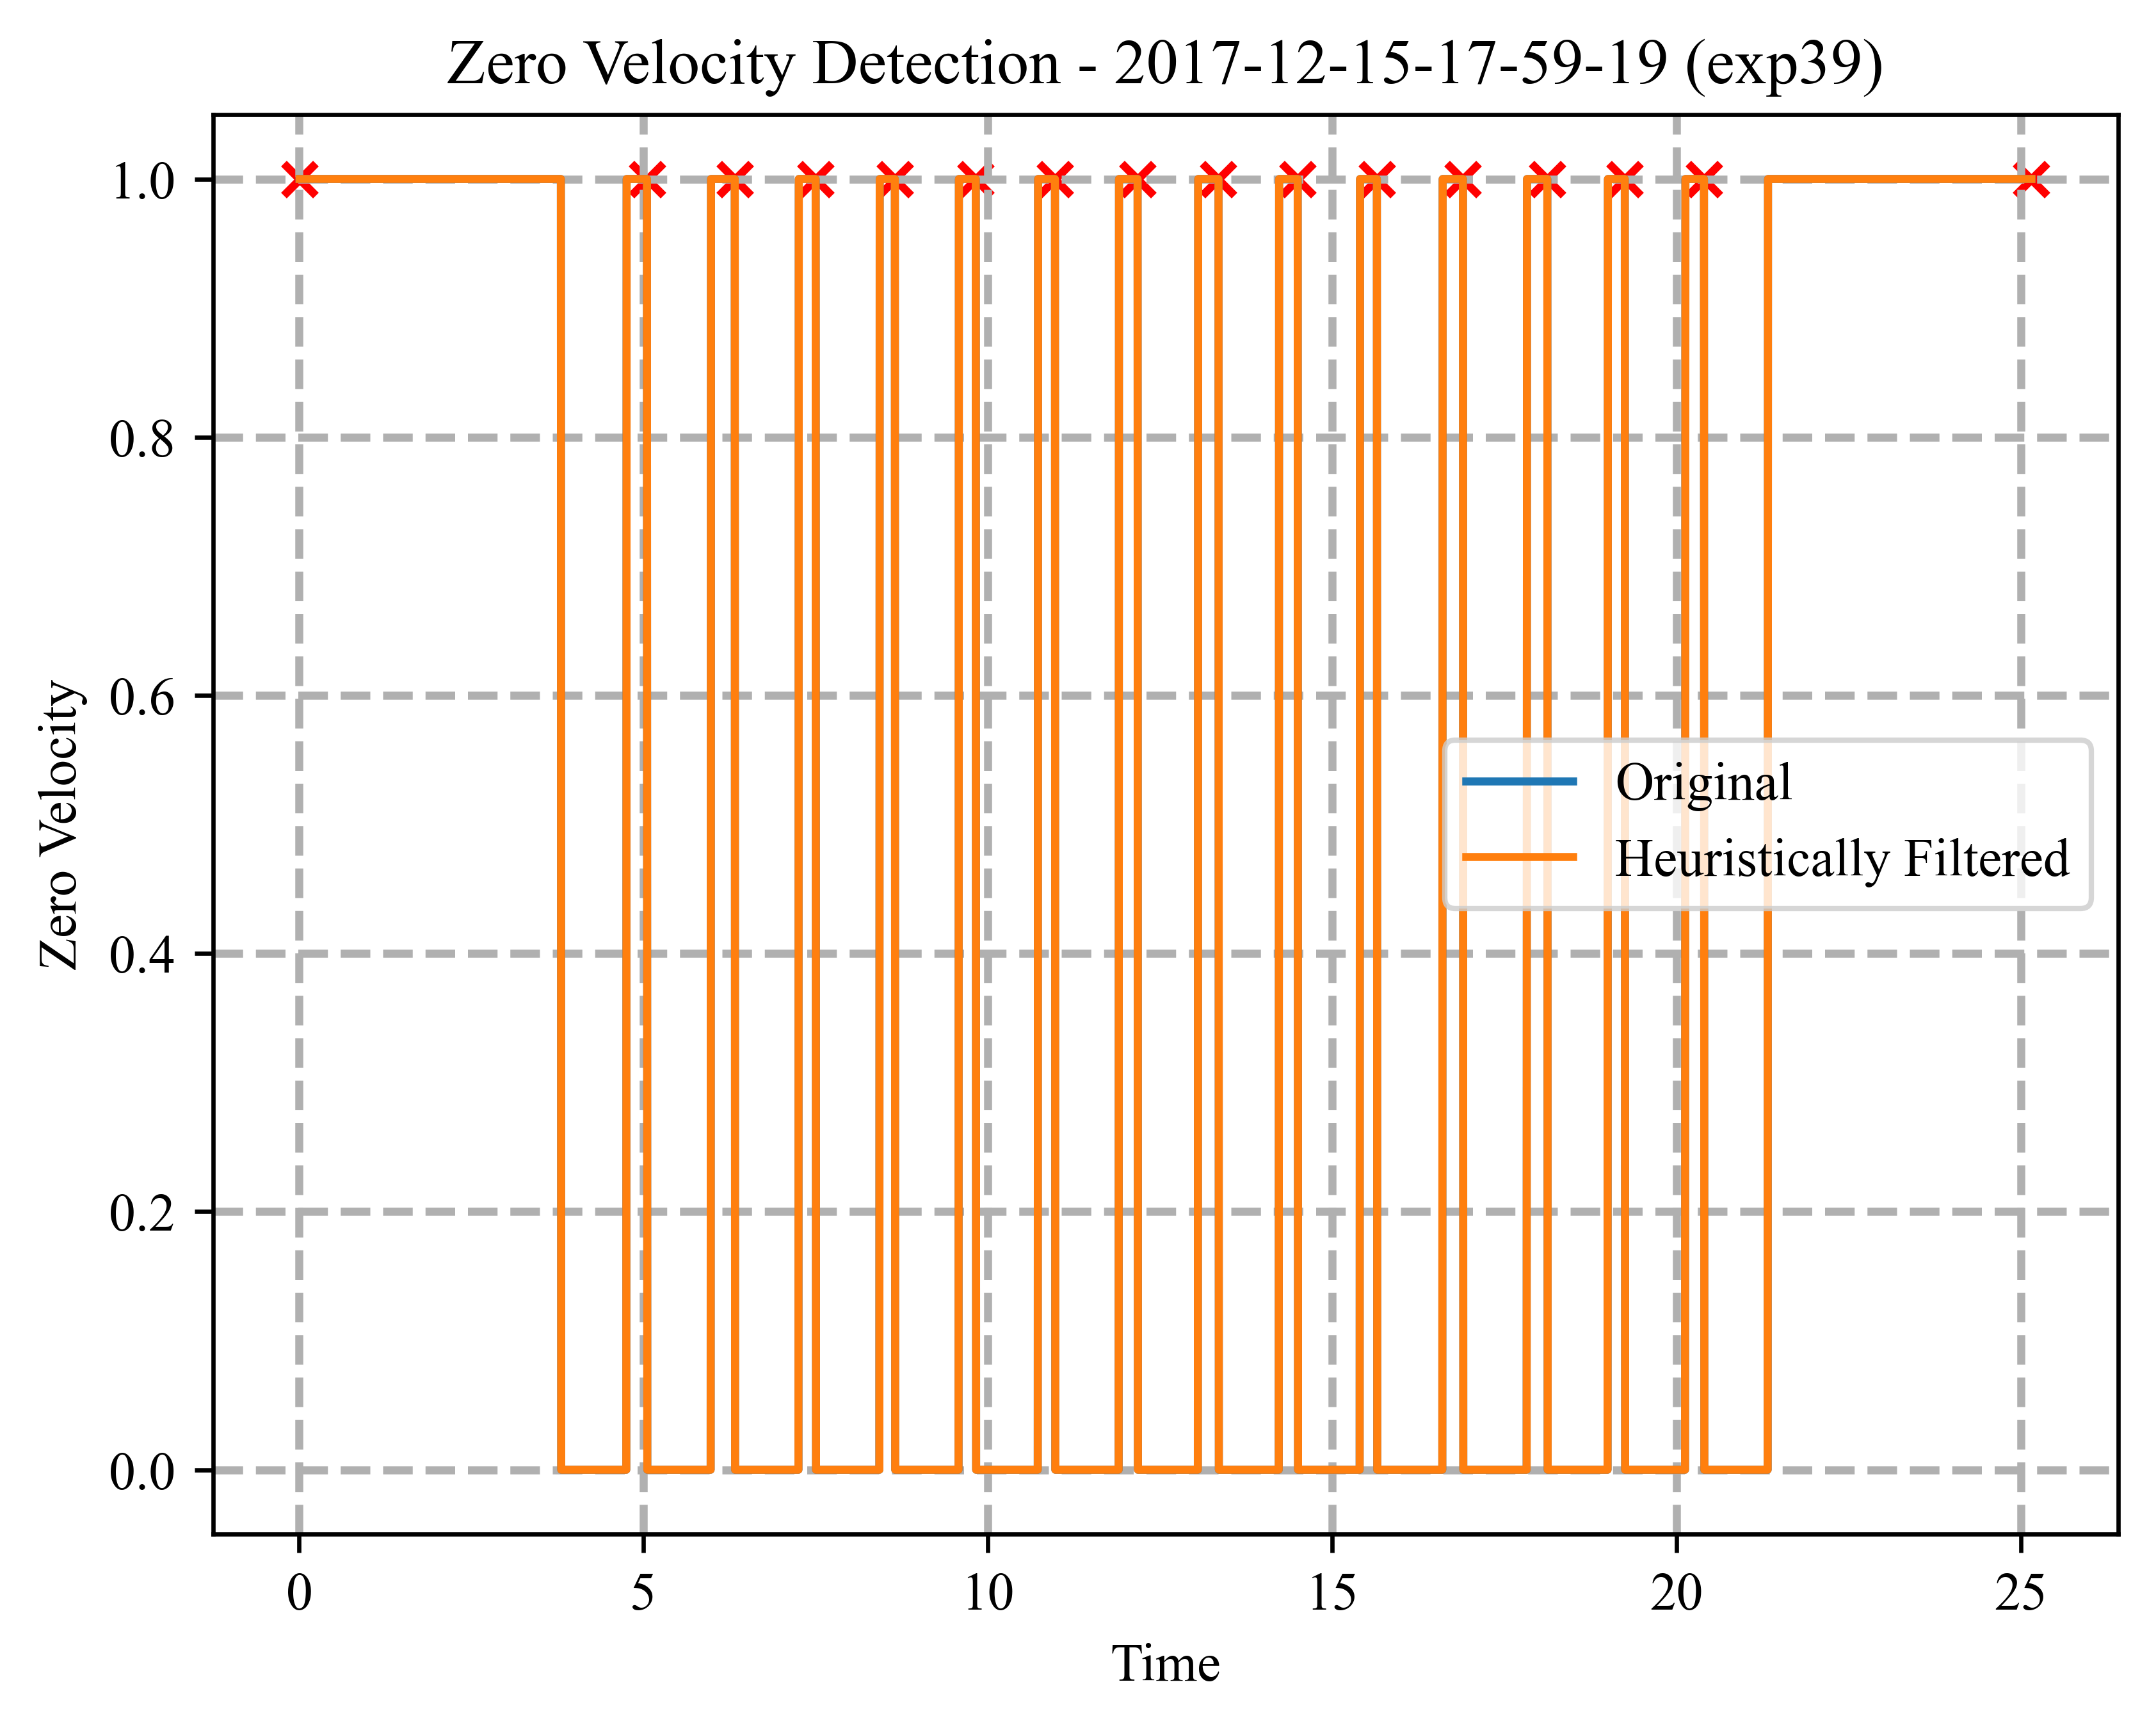 Zero Velocity Detection - 2017-12-15-17-59-19 (exp39)
Zero Velocity
1.0
0.8
0.6
0.4
0.2
0.0
Original
Heuristically Filtered
0 5 10 15 20 25
Time